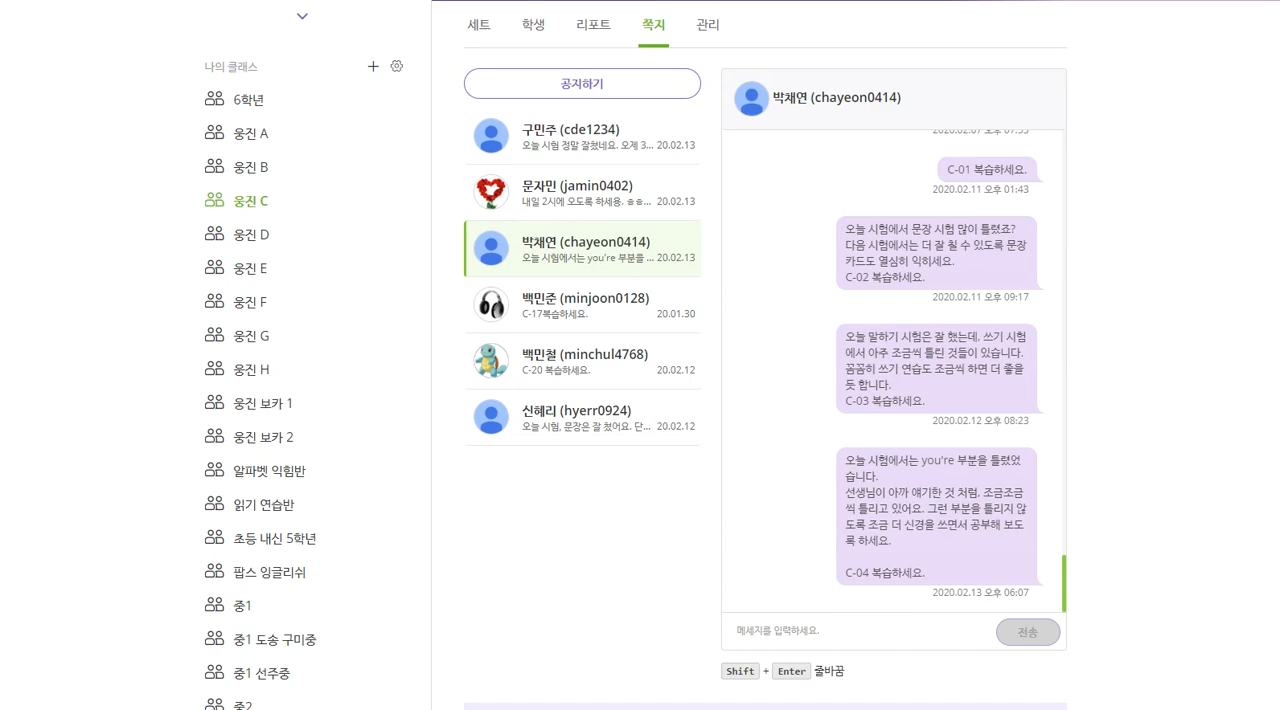 세트 학생 리포트 쪽지 관리
나의 클래스
6학년
웅진 A
웅진 B
웅진 C
웅진 D
웅진 E
웅진 F
웅진 G
웅진 H
웅진 보카 1
웅진 보카 2
알파벳 익힘반
읽기 연습반
초등 내신 5학년
팝스 잉글리쉬
중1
중1 도송 구미중
중1 선주중
중2
공지하기
구민주 (cde1234)
오늘 시험 정말 잘쳤네요. 오제 3... 20.02.13
문자민 (jamin0402)
내일 2시에 오도록 하세용. ㅎㅎ... 20.02.13
박채연 (chayeon0414)
오늘 시험에서는 you're 부분을 ... 20.02.13
백민준 (minjoon0128)
C-17복습하세요. 20.01.30
백민철 (minchul4768)
C-20 복습하세요. 20.02.12
신혜리 (hyerr0924)
오늘 시험, 문장은 잘 쳤어요. 단... 20.02.12
박채연 (chayeon0414)
2020.02.07 오후 07:53
C-01 복습하세요.
2020.02.11 오후 01:43
오늘 시험에서 문장 시험 많이 틀렸죠?
다음 시험에서는 더 잘 칠 수 있도록 문장
카드도 열심히 익히세요.
C-02 복습하세요.
2020.02.11 오후 09:17
오늘 말하기 시험은 잘 했는데, 쓰기 시험
에서 아주 조금씩 틀린 것들이 있습니다.
꼼꼼히 쓰기 연습도 조금씩 하면 더 좋을
듯 합니다.
C-03 복습하세요.
2020.02.12 오후 08:23
오늘 시험에서는 you're 부분을 틀렸었
습니다.
선생님이 아까 얘기한 것 처럼, 조금조금
씩 틀리고 있어요. 그런 부분을 틀리지 않
도록 조금 더 신경을 쓰면서 공부해 보도
록 하세요.
C-04 복습하세요.
2020.02.13 오후 06:07
메세지를 입력하세요.
전송
Shift + Enter 줄바꿈